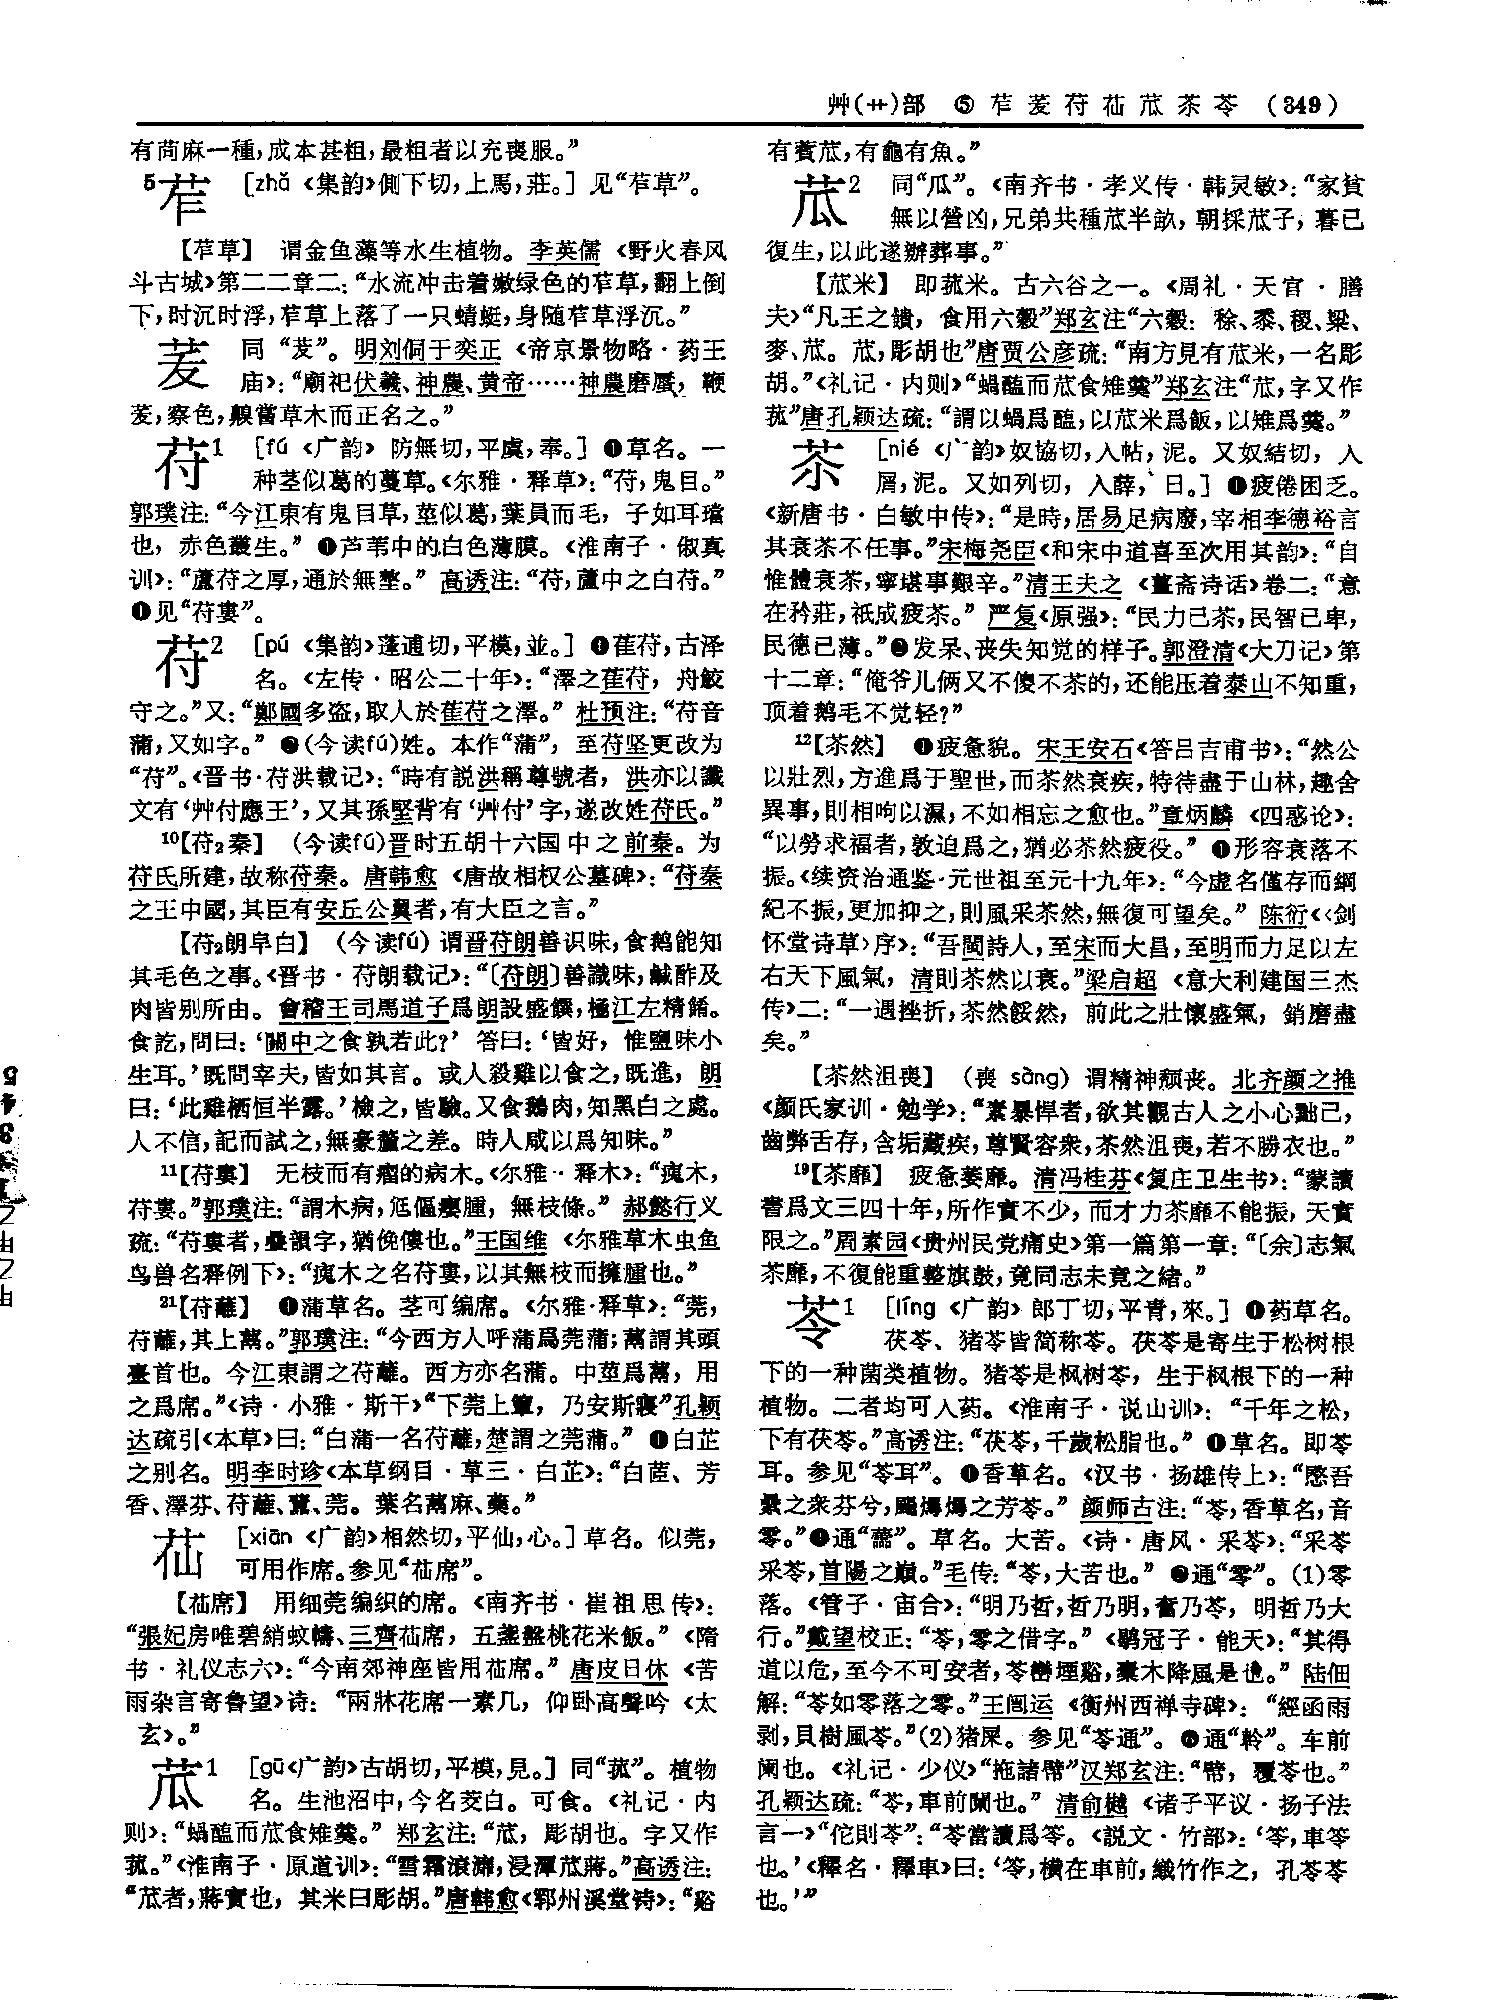 艸(艹)部 ⑤ 苲茇苻苮苽苶苓 (349)
有苘麻一種,成本甚粗,最粗者以充喪服。”
5苲 [zhǎ《集韵》側下切,上馬,莊。] 见“苲草”。
【苲草】 谓金鱼藻等水生植物。李英儒《野火春风
斗古城》第二二章二:“水流冲击着嫩绿色的苲草,翻上倒
下,时沉时浮,苲草上落了一只蜻蜓,身随苲草浮沉。”
同“茇”。明刘侗于奕正《帝京景物略·药王
庙》:“廟祀伏羲、神農、黄帝……神農磨蜃,鞭
茇,察色,嗅嘗草木而正名之。”
苻1 [fú《广韵》防無切,平虞,奉。] ❶草名。一
种茎似葛的蔓草。《尔雅·释草》:“苻,鬼目。”
郭璞注:“今江東有鬼目草,莖似葛,葉員而毛,子如耳璫
也,赤色叢生。” ❷芦苇中的白色薄膜。《淮南子·俶真
训》:“蘆苻之厚,通於無堥。” 高诱注:“苻,蘆中之白苻。”
❸见“苻婁”。
苻2 [pú《集韵》蓬逋切,平模,並。] ❶萑苻,古泽
名。《左传·昭公二十年》:“澤之萑苻,舟鮫
守之。”又:“鄭國多盗,取人於萑苻之澤。” 杜预注:“苻音
蒲,又如字。” ❷(今读fú)姓。本作“蒲”,至苻坚更改为
“苻”。《晋书·苻洪载记》:“時有説洪稱尊號者,洪亦以讖
文有‘艸付應王’,又其孫堅背有‘艸付’字,遂改姓苻氏。”
10【苻2秦】 (今读fú)晋时五胡十六国中之前秦。为
苻氏所建,故称苻秦。唐韩愈《唐故相权公墓碑》:“苻秦
之王中國,其臣有安丘公翼者,有大臣之言。”
【苻2朗皁白】 (今读fú) 谓晋苻朗善识味,食鹅能知
其毛色之事。《晋书·苻朗载记》:“〔苻朗〕善識味,鹹酢及
肉皆别所由。會稽王司馬道子爲朗設盛饌,極江左精餚。
食訖,問曰:‘關中之食孰若此?’ 答曰:‘皆好,惟鹽味小
生耳。’既問宰夫,皆如其言。或人殺雞以食之,既進,朗
曰:‘此雞栖恒半露。’檢之,皆驗。又食鵝肉,知黑白之處。
人不信,記而試之,無豪釐之差。時人咸以爲知味。”
11【苻婁】 无枝而有瘤的病木。《尔雅·释木》:“瘣木,
苻婁。”郭璞注:“謂木病,尫傴癭腫,無枝條。” 郝懿行义
疏:“苻婁者,疊韻字,猶俛僂也。”王国维《尔雅草木虫鱼
鸟兽名释例下》:“瘣木之名苻婁,以其無枝而擁腫也。”
21【苻蘺】 ❶蒲草名。茎可编席。《尔雅·释草》:“莞,
苻蘺,其上蒚。”郭璞注:“今西方人呼蒲爲莞蒲;蒚謂其頭
臺首也。今江東謂之苻蘺。西方亦名蒲。中莖爲蒚,用
之爲席。”《诗·小雅·斯干》“下莞上簟,乃安斯寢”孔颖
达疏引《本草》曰:“白蒲一名苻蘺,楚謂之莞蒲。” ❷白芷
之别名。明李时珍《本草纲目·草三·白芷》:“白茝、芳
香、澤芬、苻蘺、䖀、莞。葉名蒚麻、葯。”
苮 [xiān《广韵》相然切,平仙,心。] 草名。似莞,
可用作席。参见“苮席”。
【苮席】 用细莞编织的席。《南齐书·崔祖思传》:
“張妃房唯碧綃蚊幬、三齊苮席,五盞盤桃花米飯。”《隋
书·礼仪志六》:“今南郊神座皆用苮席。” 唐皮日休《苦
雨杂言寄鲁望》诗:“兩牀花席一素几,仰卧高聲吟《太
玄》。”
苽1 [gū《广韵》古胡切,平模,見。] 同“菰”。植物
名。生池沼中,今名茭白。可食。《礼记·内
则》:“蝸醢而苽食雉羹。” 郑玄注:“苽,彫胡也。字又作
菰。”《淮南子·原道训》:“雪霜滾灖,浸潭苽蔣。”高诱注:
“苽者,蔣實也,其米曰彫胡。”唐韩愈《郓州溪堂诗》:“谿
有薲苽,有龜有魚。”
苽2 同“瓜”。《南齐书·孝义传·韩灵敏》:“家貧
無以營凶,兄弟共種苽半畝,朝採苽子,暮已
復生,以此遂辦葬事。”
【苽米】 即菰米。古六谷之一。《周礼·天官·膳
夫》“凡王之饋,食用六穀”郑玄注“六穀:稌、黍、稷、粱、
麥、苽。苽,彫胡也”唐贾公彦疏:“南方見有苽米,一名彫
胡。”《礼记·内则》“蝸醢而苽食雉羹”郑玄注“苽,字又作
菰”唐孔颖达疏:“謂以蝸爲醢,以苽米爲飯,以雉爲羹。”
苶 [nié《广韵》奴協切,入帖,泥。又奴結切,入
屑,泥。又如列切,入薛,日。] ❶疲倦困乏。
《新唐书·白敏中传》:“是時,居易足病廢,宰相李德裕言
其衰苶不任事。”宋梅尧臣《和宋中道喜至次用其韵》:“自
惟體衰苶,寧堪事艱辛。”清王夫之《薑斋诗话》卷二:“意
在矜莊,祇成疲苶。” 严复《原强》:“民力已苶,民智已卑,
民德已薄。”❷发呆、丧失知觉的样子。郭澄清《大刀记》第
十二章:“俺爷儿俩又不傻不苶的,还能压着泰山不知重,
顶着鹅毛不觉轻?”
12【苶然】 ❶疲惫貌。宋王安石《答吕吉甫书》:“然公
以壯烈,方進爲于聖世,而苶然衰疾,特待盡于山林,趣舍
異事,則相呴以濕,不如相忘之愈也。”章炳麟《四惑论》:
“以勞求福者,敦迫爲之,猶必苶然疲役。” ❷形容衰落不
振。《续资治通鉴·元世祖至元十九年》:“今虚名僅存而綱
紀不振,更加抑之,則風采苶然,無復可望矣。” 陈衍《〈剑
怀堂诗草〉序》:“吾閩詩人,至宋而大昌,至明而力足以左
右天下風氣,清則苶然以衰。”梁启超《意大利建国三杰
传》二:“一遇挫折,苶然餒然,前此之壯懷盛氣,銷磨盡
矣。”
【苶然沮喪】 (喪 sàng) 谓精神颓丧。北齐颜之推
《颜氏家训·勉学》:“素暴悍者,欲其觀古人之小心黜己,
齒弊舌存,含垢藏疾,尊賢容衆,苶然沮喪,若不勝衣也。”
19【苶靡】 疲惫萎靡。清冯桂芬《复庄卫生书》:“蒙讀
書爲文三四十年,所作實不少,而才力苶靡不能振,天實
限之。”周素园《贵州民党痛史》第一篇第一章:“〔余〕志氣
苶靡,不復能重整旗鼓,竟同志未竟之緒。”
苓1 [líng《广韵》郎丁切,平青,來。] ❶药草名。
茯苓、猪苓皆简称苓。茯苓是寄生于松树根
下的一种菌类植物。猪苓是枫树苓,生于枫根下的一种
植物。二者均可入药。《淮南子·说山训》:“千年之松,
下有茯苓。”高诱注:“茯苓,千歲松脂也。” ❷草名。即苓
耳。参见“苓耳”。❸香草名。《汉书·扬雄传上》:“愍吾
纍之衆芬兮,颺爗爗之芳苓。” 颜师古注:“苓,香草名,音
零。”❹通“蘦”。草名。大苦。《诗·唐风·采苓》:“采苓
采苓,首陽之巔。”毛传:“苓,大苦也。” ❺通“零”。(1)零
落。《管子·宙合》:“明乃哲,哲乃明,奮乃苓,明哲乃大
行。”戴望校正:“苓,零之借字。”《鹖冠子·能天》:“其得
道以危,至今不可安者,苓巒堙谿,橐木降風是也。” 陆佃
解:“苓如零落之零。”王闿运《衡州西禅寺碑》:“經函雨
剥,貝樹風苓。”(2)猪屎。参见“苓通”。❻通“軨”。车前
阑也。《礼记·少仪》“拖諸幦”汉郑玄注:“幦,覆苓也。”
孔颖达疏:“苓,車前闌也。” 清俞樾《诸子平议·扬子法
言一》“佗則苓”:“苓當讀爲笭。《説文·竹部》:‘笭,車笭
也。’《釋名·釋車》曰:‘笭,横在車前,織竹作之,孔苓苓
也。’”